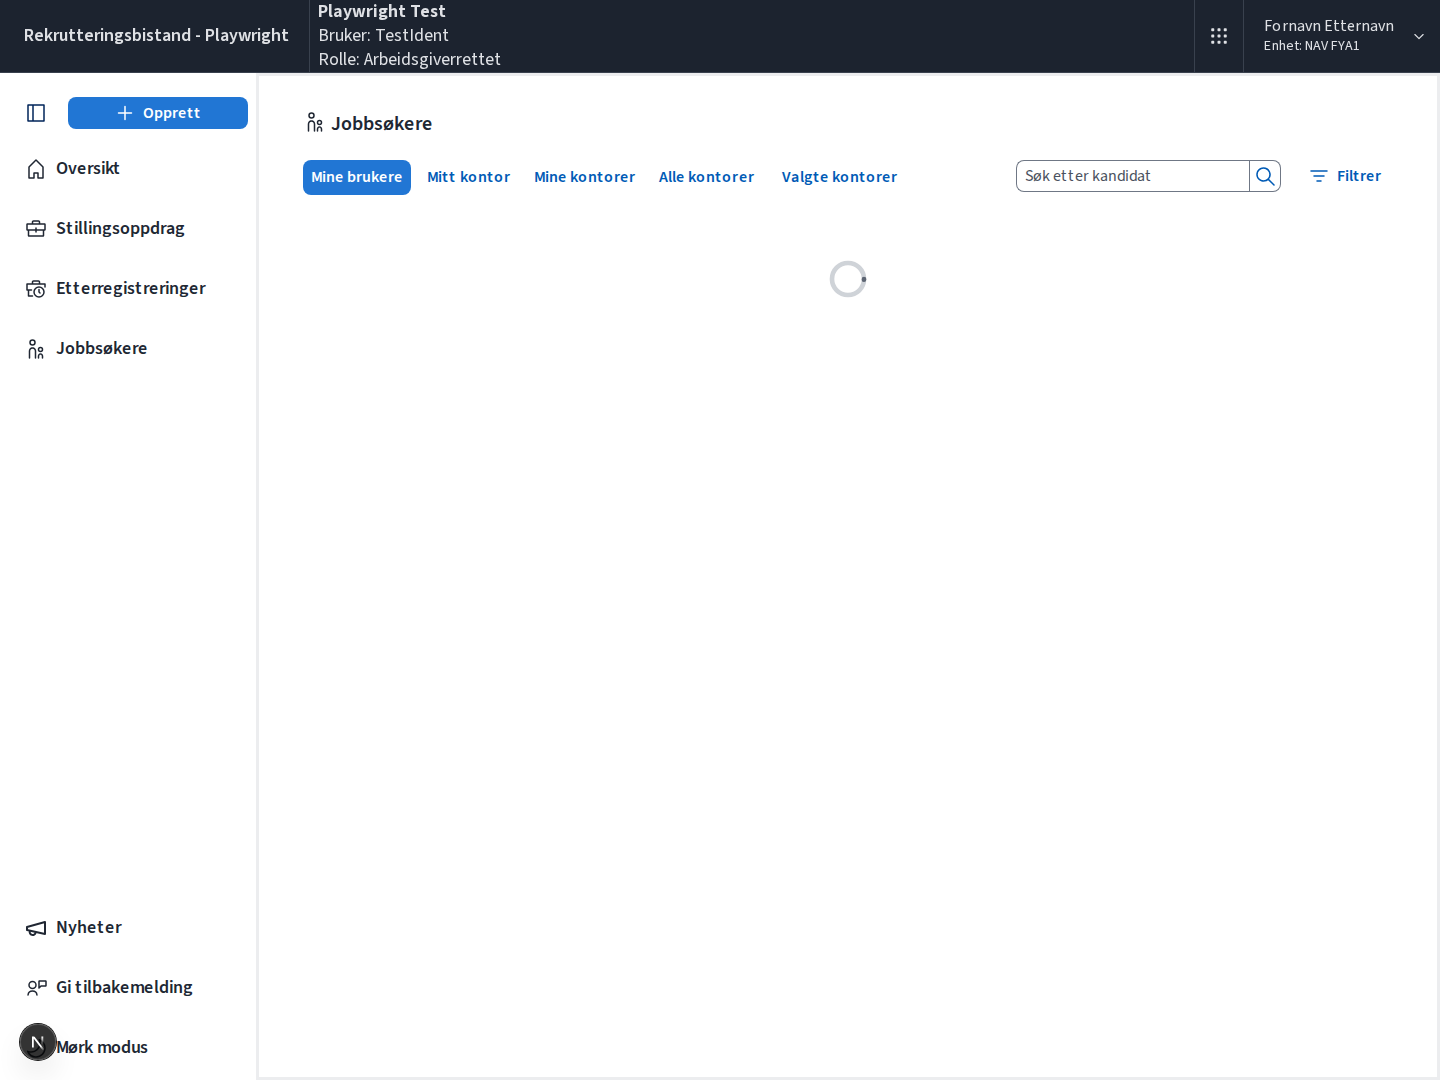 Rekrutteringsbistand - Playwright
Playwright Test
Bruker: TestIdent
Rolle: Arbeidsgiverrettet
Fornavn Etternavn
Enhet: NAV FYA1
Opprett
Oversikt
Stillingsoppdrag
Etterregistreringer
Jobbsøkere
Nyheter
Gi tilbakemelding
N
Mørk modus
Jobbsøkere
Mine brukere
Mitt kontor
Mine kontorer
Alle kontorer
Valgte kontorer
Søk etter kandidat
Filtrer